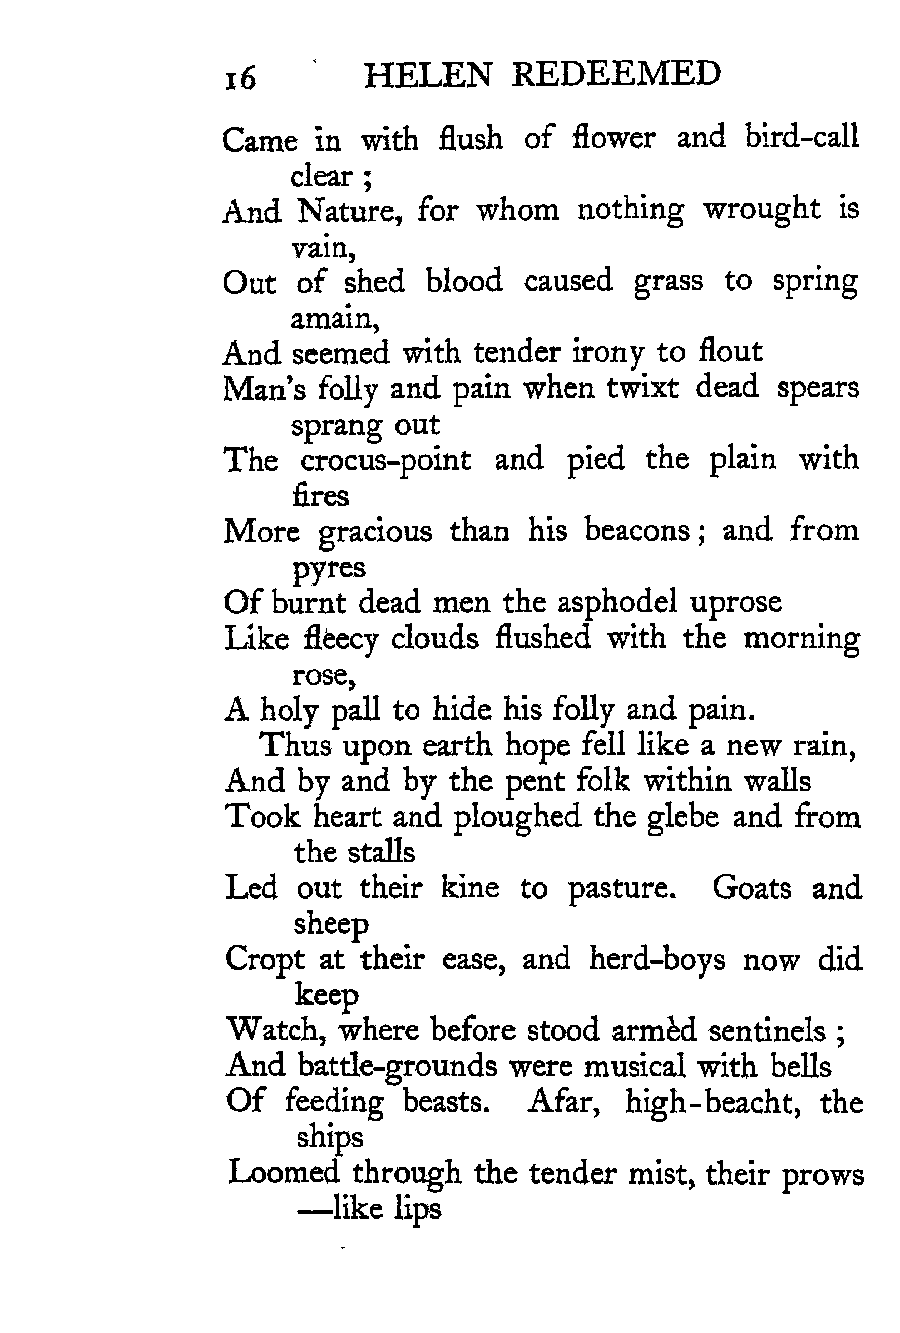 16 HELEN REDEEMED
Came in with flush of flower and bird-call
clear ;
And Nature, for whom nothing wrought is
vain,
Out of shed blood caused grass to spring
amain,
And seemed with tender irony to flout
Man's folly and pain when twixt dead spears
sprang out
The crocus-point and pied the plain with
fires
More gracious than his beacons ; and from
pyres
Of burnt dead men the asphodel uprose
Like fleecy clouds flushed with the morning
rose,
A holy pall to hide his folly and pain.
Thus upon earth hope fell like a new rain,
And by and by the pent folk within walls
Took heart and ploughed the glebe and from
the stalls
Led out their kine to pasture. Goats and
sheep
Cropt at their ease, and herd-boys now did
keep
Watch, where before stood armèd sentinels ;
And battle-grounds were musical with bells
Of feeding beasts. Afar, high-beacht, the
ships
Loomed through the tender mist, their prows
—like lips